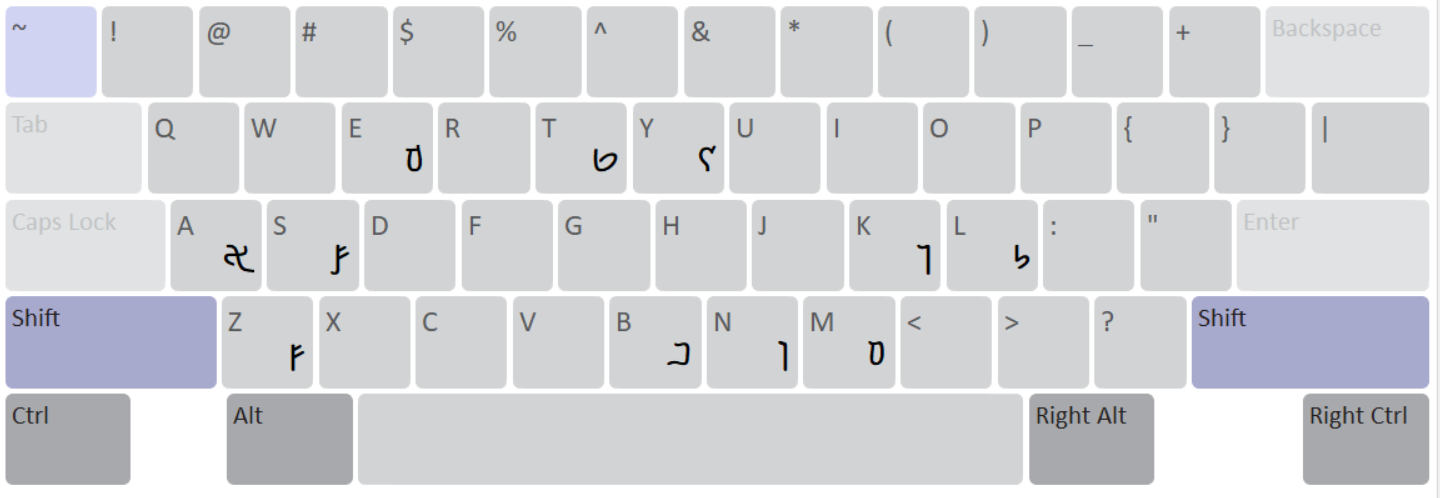 ~ ! @ # $ % ^ & * ( ) _ + Backspace
Tab Q W E R T Y U I O P { } |
Caps Lock A S D F G H J K L : " Enter
Shift Z X C V B N M < > ? Shift
Ctrl Alt Right Alt Right Ctrl